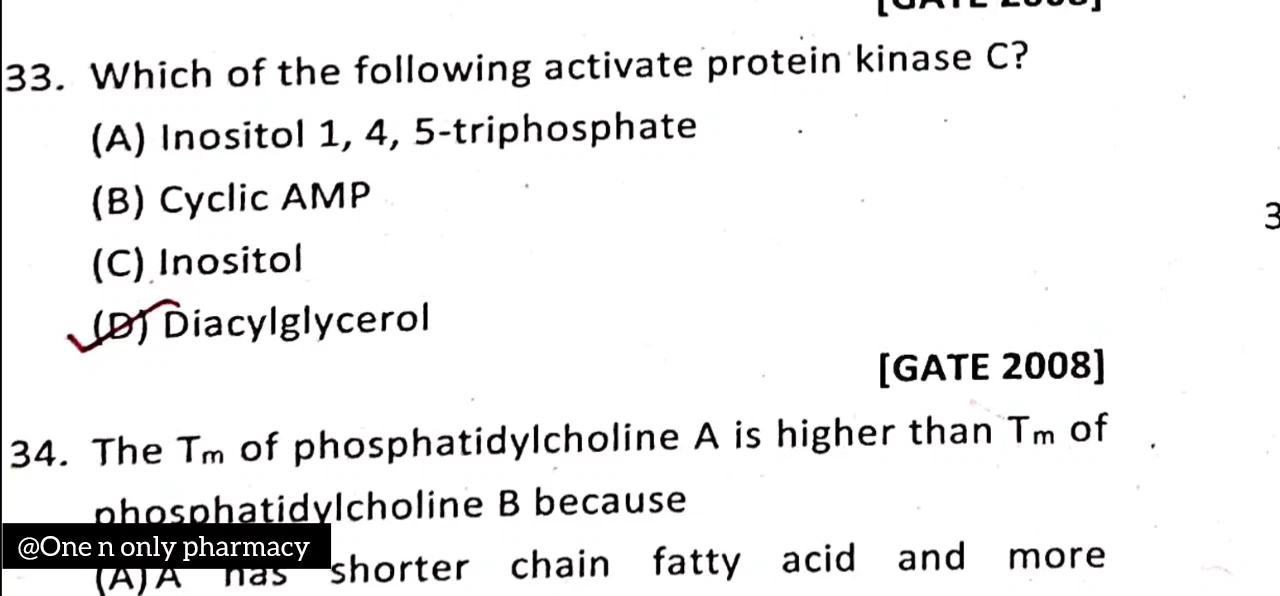 33. Which of the following activate protein kinase C?
(A) Inositol 1, 4, 5-triphosphate
(B) Cyclic AMP
3
(C) Inositol
(D) Diacylglycerol
[GATE 2008]
34. The Tm of phosphatidylcholine A is higher than Tm of
phosphatidylcholine B because
@One n only pharmacy
(A) A has shorter chain fatty acid and more